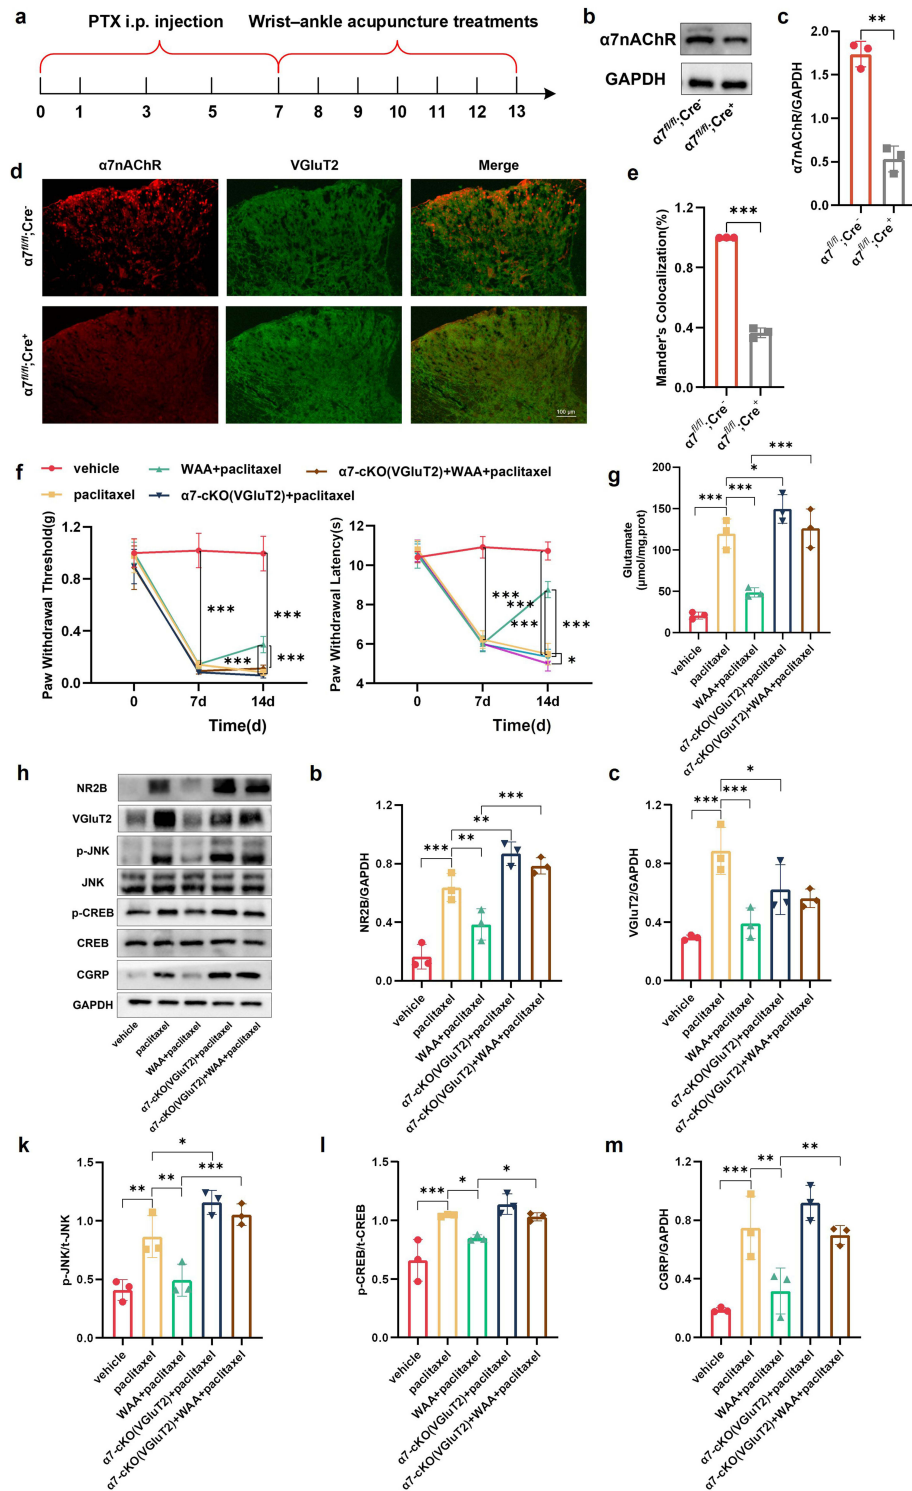 a
PTX i.p. injection
Wrist–ankle acupuncture treatments
0 1 3 5 7 8 9 10 11 12 13
b
α7nAChR
GAPDH
α7fl/fl;Cre-
α7fl/fl;Cre+
c
α7nAChR/GAPDH
2.0
1.5
1.0
0.5
0.0
**
α7fl/fl;Cre-
α7fl/fl;Cre+
d
α7nAChR
VGluT2
Merge
α7fl/fl;Cre-
α7fl/fl;Cre+
100 μm
e
Mander's Colocalization(%)
1.2
0.8
0.4
0.0
***
α7fl/fl;Cre-
α7fl/fl;Cre+
f
vehicle
WAA+paclitaxel
α7-cKO(VGluT2)+WAA+paclitaxel
paclitaxel
α7-cKO(VGluT2)+paclitaxel
Paw Withdrawal Threshold(g)
1.2
0.8
0.4
0.0
***
***
***
***
0 7d 14d
Time(d)
Paw Withdrawal Latency(s)
12
10
8
6
4
***
***
***
***
*
0 7d 14d
Time(d)
g
Glutamate
(μmol/mg,prot)
200
150
100
50
0
***
*
***
***
vehicle
paclitaxel
WAA+paclitaxel
α7-cKO(VGluT2)+paclitaxel
α7-cKO(VGluT2)+WAA+paclitaxel
h
NR2B
VGluT2
p-JNK
JNK
p-CREB
CREB
CGRP
GAPDH
vehicle
paclitaxel
WAA+paclitaxel
α7-cKO(VGluT2)+paclitaxel
α7-cKO(VGluT2)+WAA+paclitaxel
b
NR2B/GAPDH
1.2
0.8
0.4
0.0
***
**
**
***
vehicle
paclitaxel
WAA+paclitaxel
α7-cKO(VGluT2)+paclitaxel
α7-cKO(VGluT2)+WAA+paclitaxel
c
VGluT2/GAPDH
1.2
0.8
0.4
0.0
*
***
***
vehicle
paclitaxel
WAA+paclitaxel
α7-cKO(VGluT2)+paclitaxel
α7-cKO(VGluT2)+WAA+paclitaxel
k
p-JNK/t-JNK
1.5
1.0
0.5
0.0
*
***
**
**
vehicle
paclitaxel
WAA+paclitaxel
α7-cKO(VGluT2)+paclitaxel
α7-cKO(VGluT2)+WAA+paclitaxel
l
p-CREB/t-CREB
1.5
1.0
0.5
0.0
***
*
*
vehicle
paclitaxel
WAA+paclitaxel
α7-cKO(VGluT2)+paclitaxel
α7-cKO(VGluT2)+WAA+paclitaxel
m
CGRP/GAPDH
1.2
0.8
0.4
0.0
***
**
**
vehicle
paclitaxel
WAA+paclitaxel
α7-cKO(VGluT2)+paclitaxel
α7-cKO(VGluT2)+WAA+paclitaxel